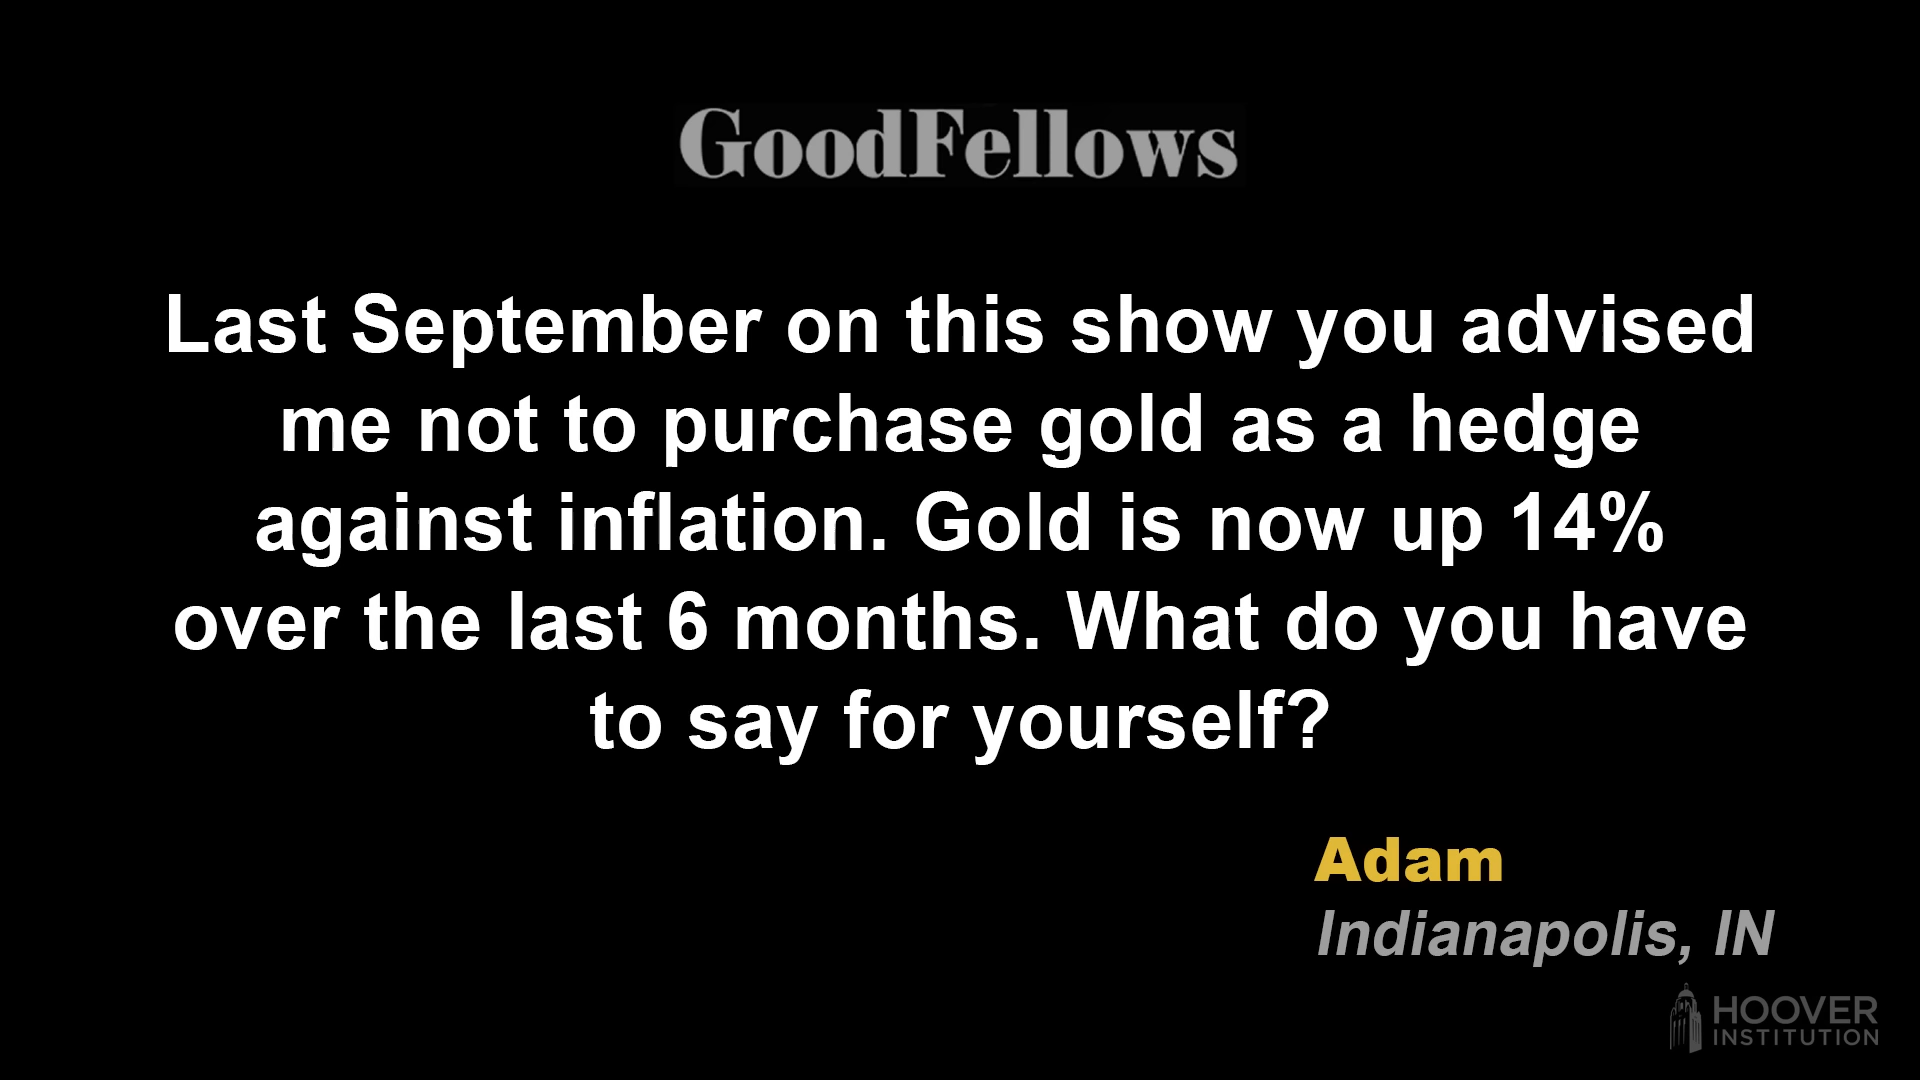 GoodFellows
Last September on this show you advised
me not to purchase gold as a hedge
against inflation. Gold is now up 14%
over the last 6 months. What do you have
to say for yourself?
Adam
Indianapolis, IN
HOOVER
INSTITUTION